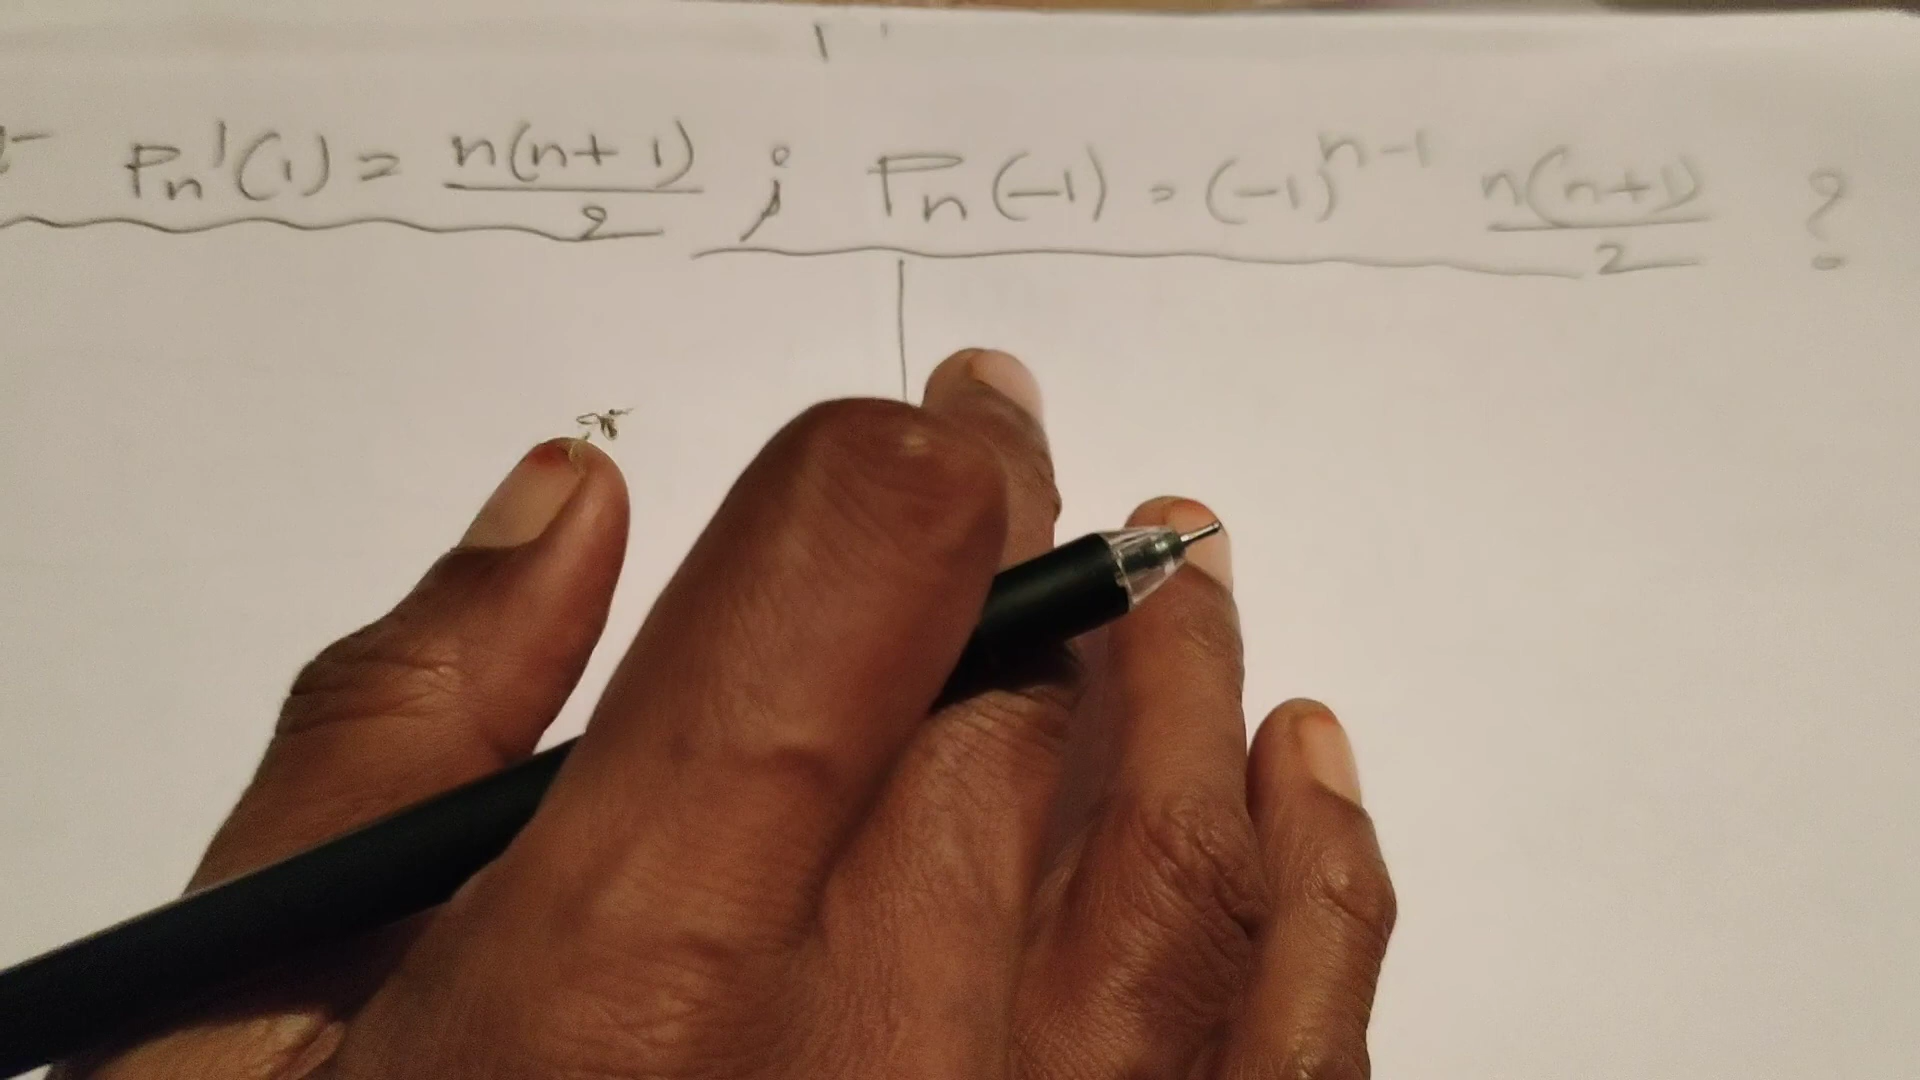 Pn'(1) = n(n+1)/2 ; Pn(-1) = (-1)^n-1 n(n+1)/2 ?